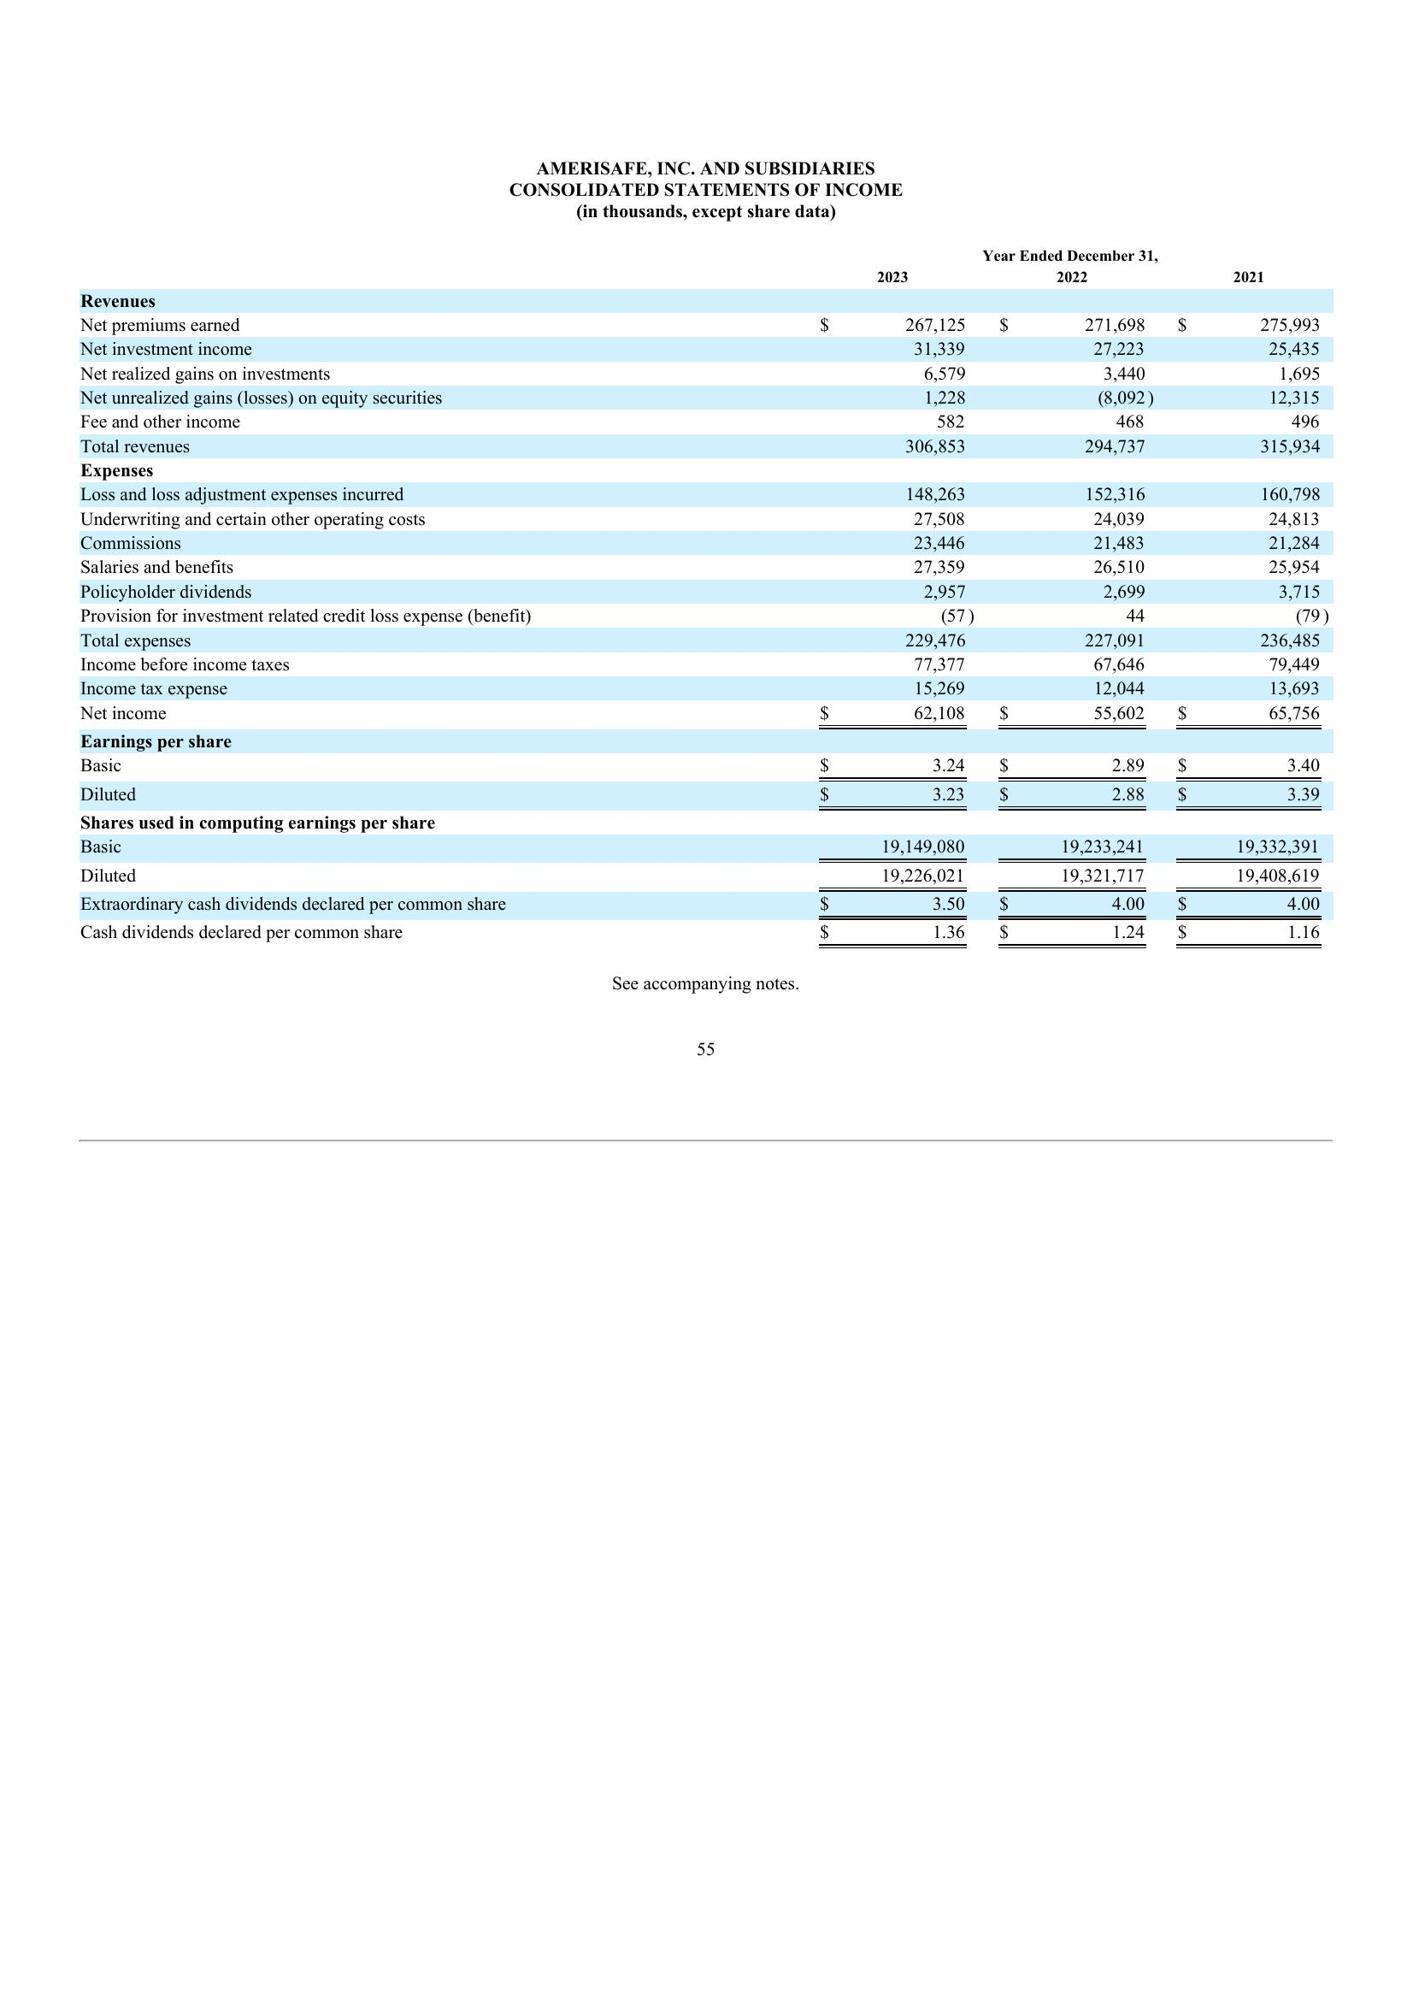 AMERISAFE, INC. AND SUBSIDIARIES
CONSOLIDATED STATEMENTS OF INCOME
(in thousands, except share data)
Year Ended December 31,
2023 2022 2021
Revenues
Net premiums earned $ 267,125 $ 271,698 $ 275,993
Net investment income 31,339 27,223 25,435
Net realized gains on investments 6,579 3,440 1,695
Net unrealized gains (losses) on equity securities 1,228 (8,092) 12,315
Fee and other income 582 468 496
Total revenues 306,853 294,737 315,934
Expenses
Loss and loss adjustment expenses incurred 148,263 152,316 160,798
Underwriting and certain other operating costs 27,508 24,039 24,813
Commissions 23,446 21,483 21,284
Salaries and benefits 27,359 26,510 25,954
Policyholder dividends 2,957 2,699 3,715
Provision for investment related credit loss expense (benefit) (57) 44 (79)
Total expenses 229,476 227,091 236,485
Income before income taxes 77,377 67,646 79,449
Income tax expense 15,269 12,044 13,693
Net income $ 62,108 $ 55,602 $ 65,756
Earnings per share
Basic $ 3.24 $ 2.89 $ 3.40
Diluted $ 3.23 $ 2.88 $ 3.39
Shares used in computing earnings per share
Basic 19,149,080 19,233,241 19,332,391
Diluted 19,226,021 19,321,717 19,408,619
Extraordinary cash dividends declared per common share $ 3.50 $ 4.00 $ 4.00
Cash dividends declared per common share $ 1.36 $ 1.24 $ 1.16
See accompanying notes.
55